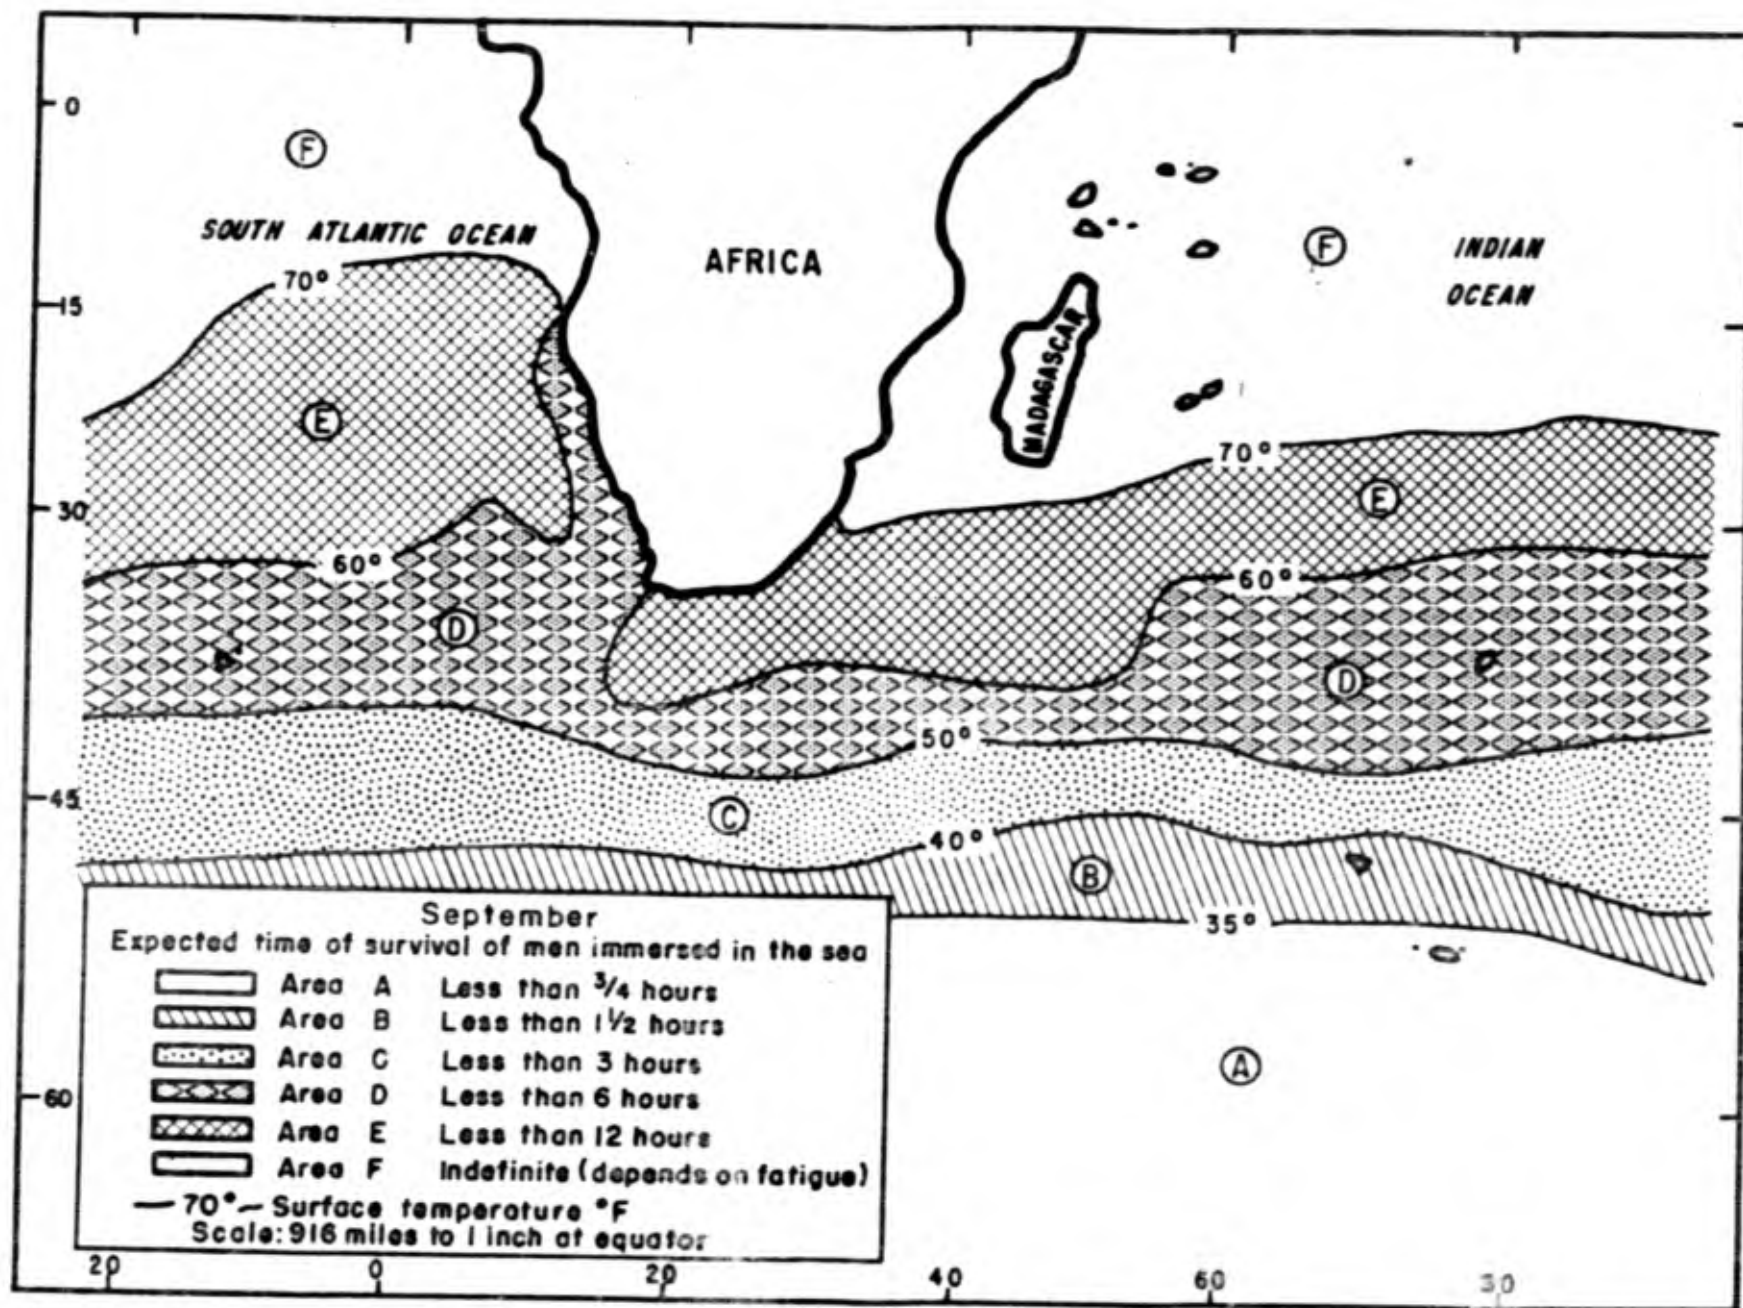 0
F
SOUTH ATLANTIC OCEAN
AFRICA
F
INDIAN
OCEAN
70°
15
MADAGASCAR
E
70°
E
30
60°
60°
D
D
50°
45
C
40°
B
35°
September
Expected time of survival of men immersed in the sea
Area A Less than 3/4 hours
Area B Less than 1 1/2 hours
Area C Less than 3 hours
Area D Less than 6 hours
Area E Less than 12 hours
Area F Indefinite (depends on fatigue)
— 70° ~ Surface temperature °F
Scale: 916 miles to 1 inch at equator
A
60
20
0
20
40
60